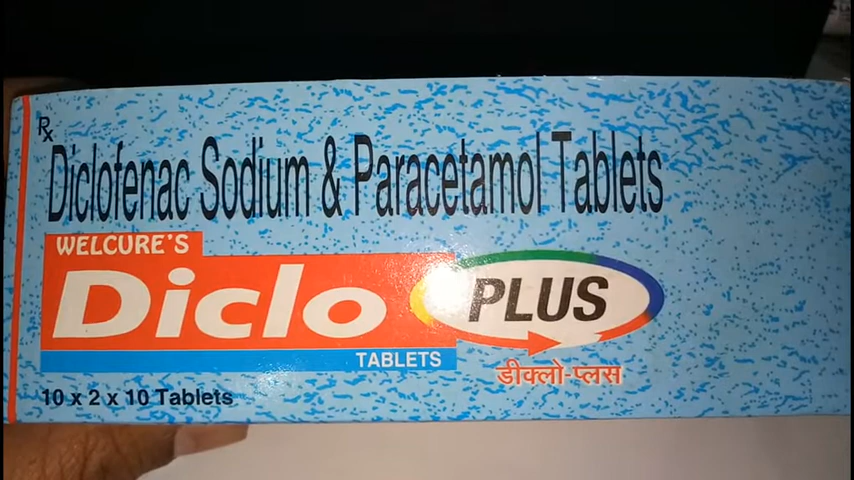 Rx
Diclofenac Sodium & Paracetamol Tablets
WELCURE'S
Diclo PLUS
TABLETS
डीक्लो-प्लस
10 x 2 x 10 Tablets